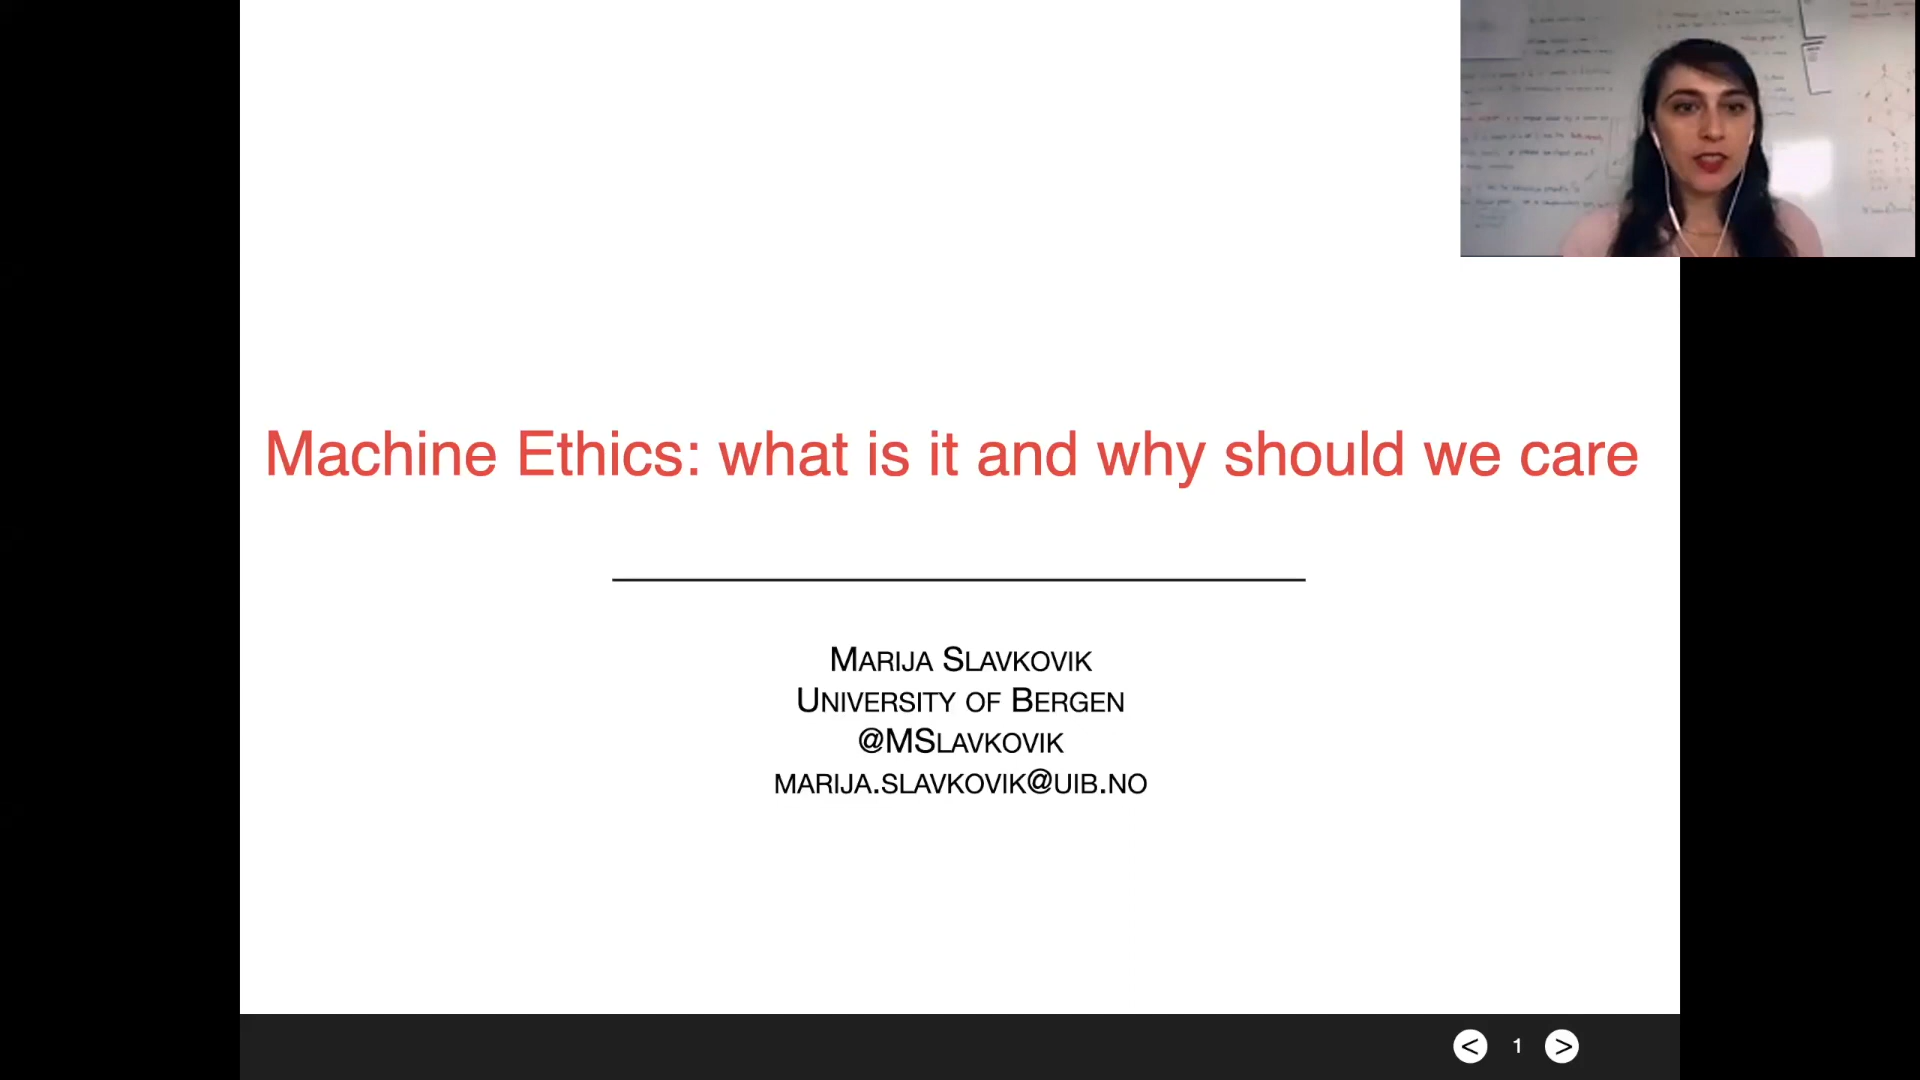 Machine Ethics: what is it and why should we care
MARIJA SLAVKOVIK
UNIVERSITY OF BERGEN
@MSLAVKOVIK
MARIJA.SLAVKOVIK@UIB.NO
< 1 >